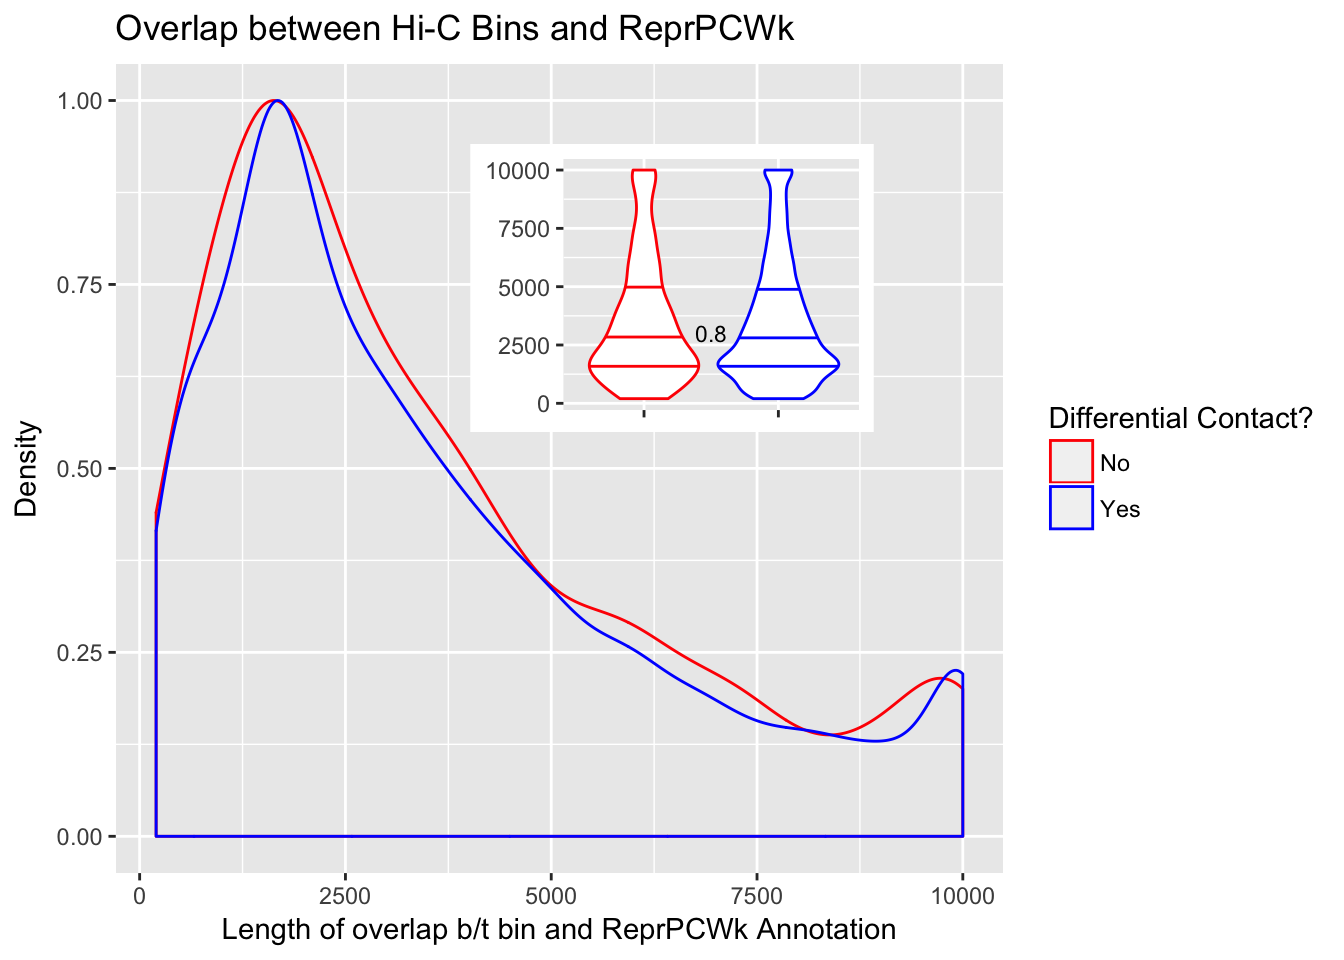 Overlap between Hi-C Bins and ReprPCWk
1.00
0.75
0.50
0.25
0.00
Density
10000
7500
5000
2500
0
0.8
Differential Contact?
No
Yes
0 2500 5000 7500 10000
Length of overlap b/t bin and ReprPCWk Annotation